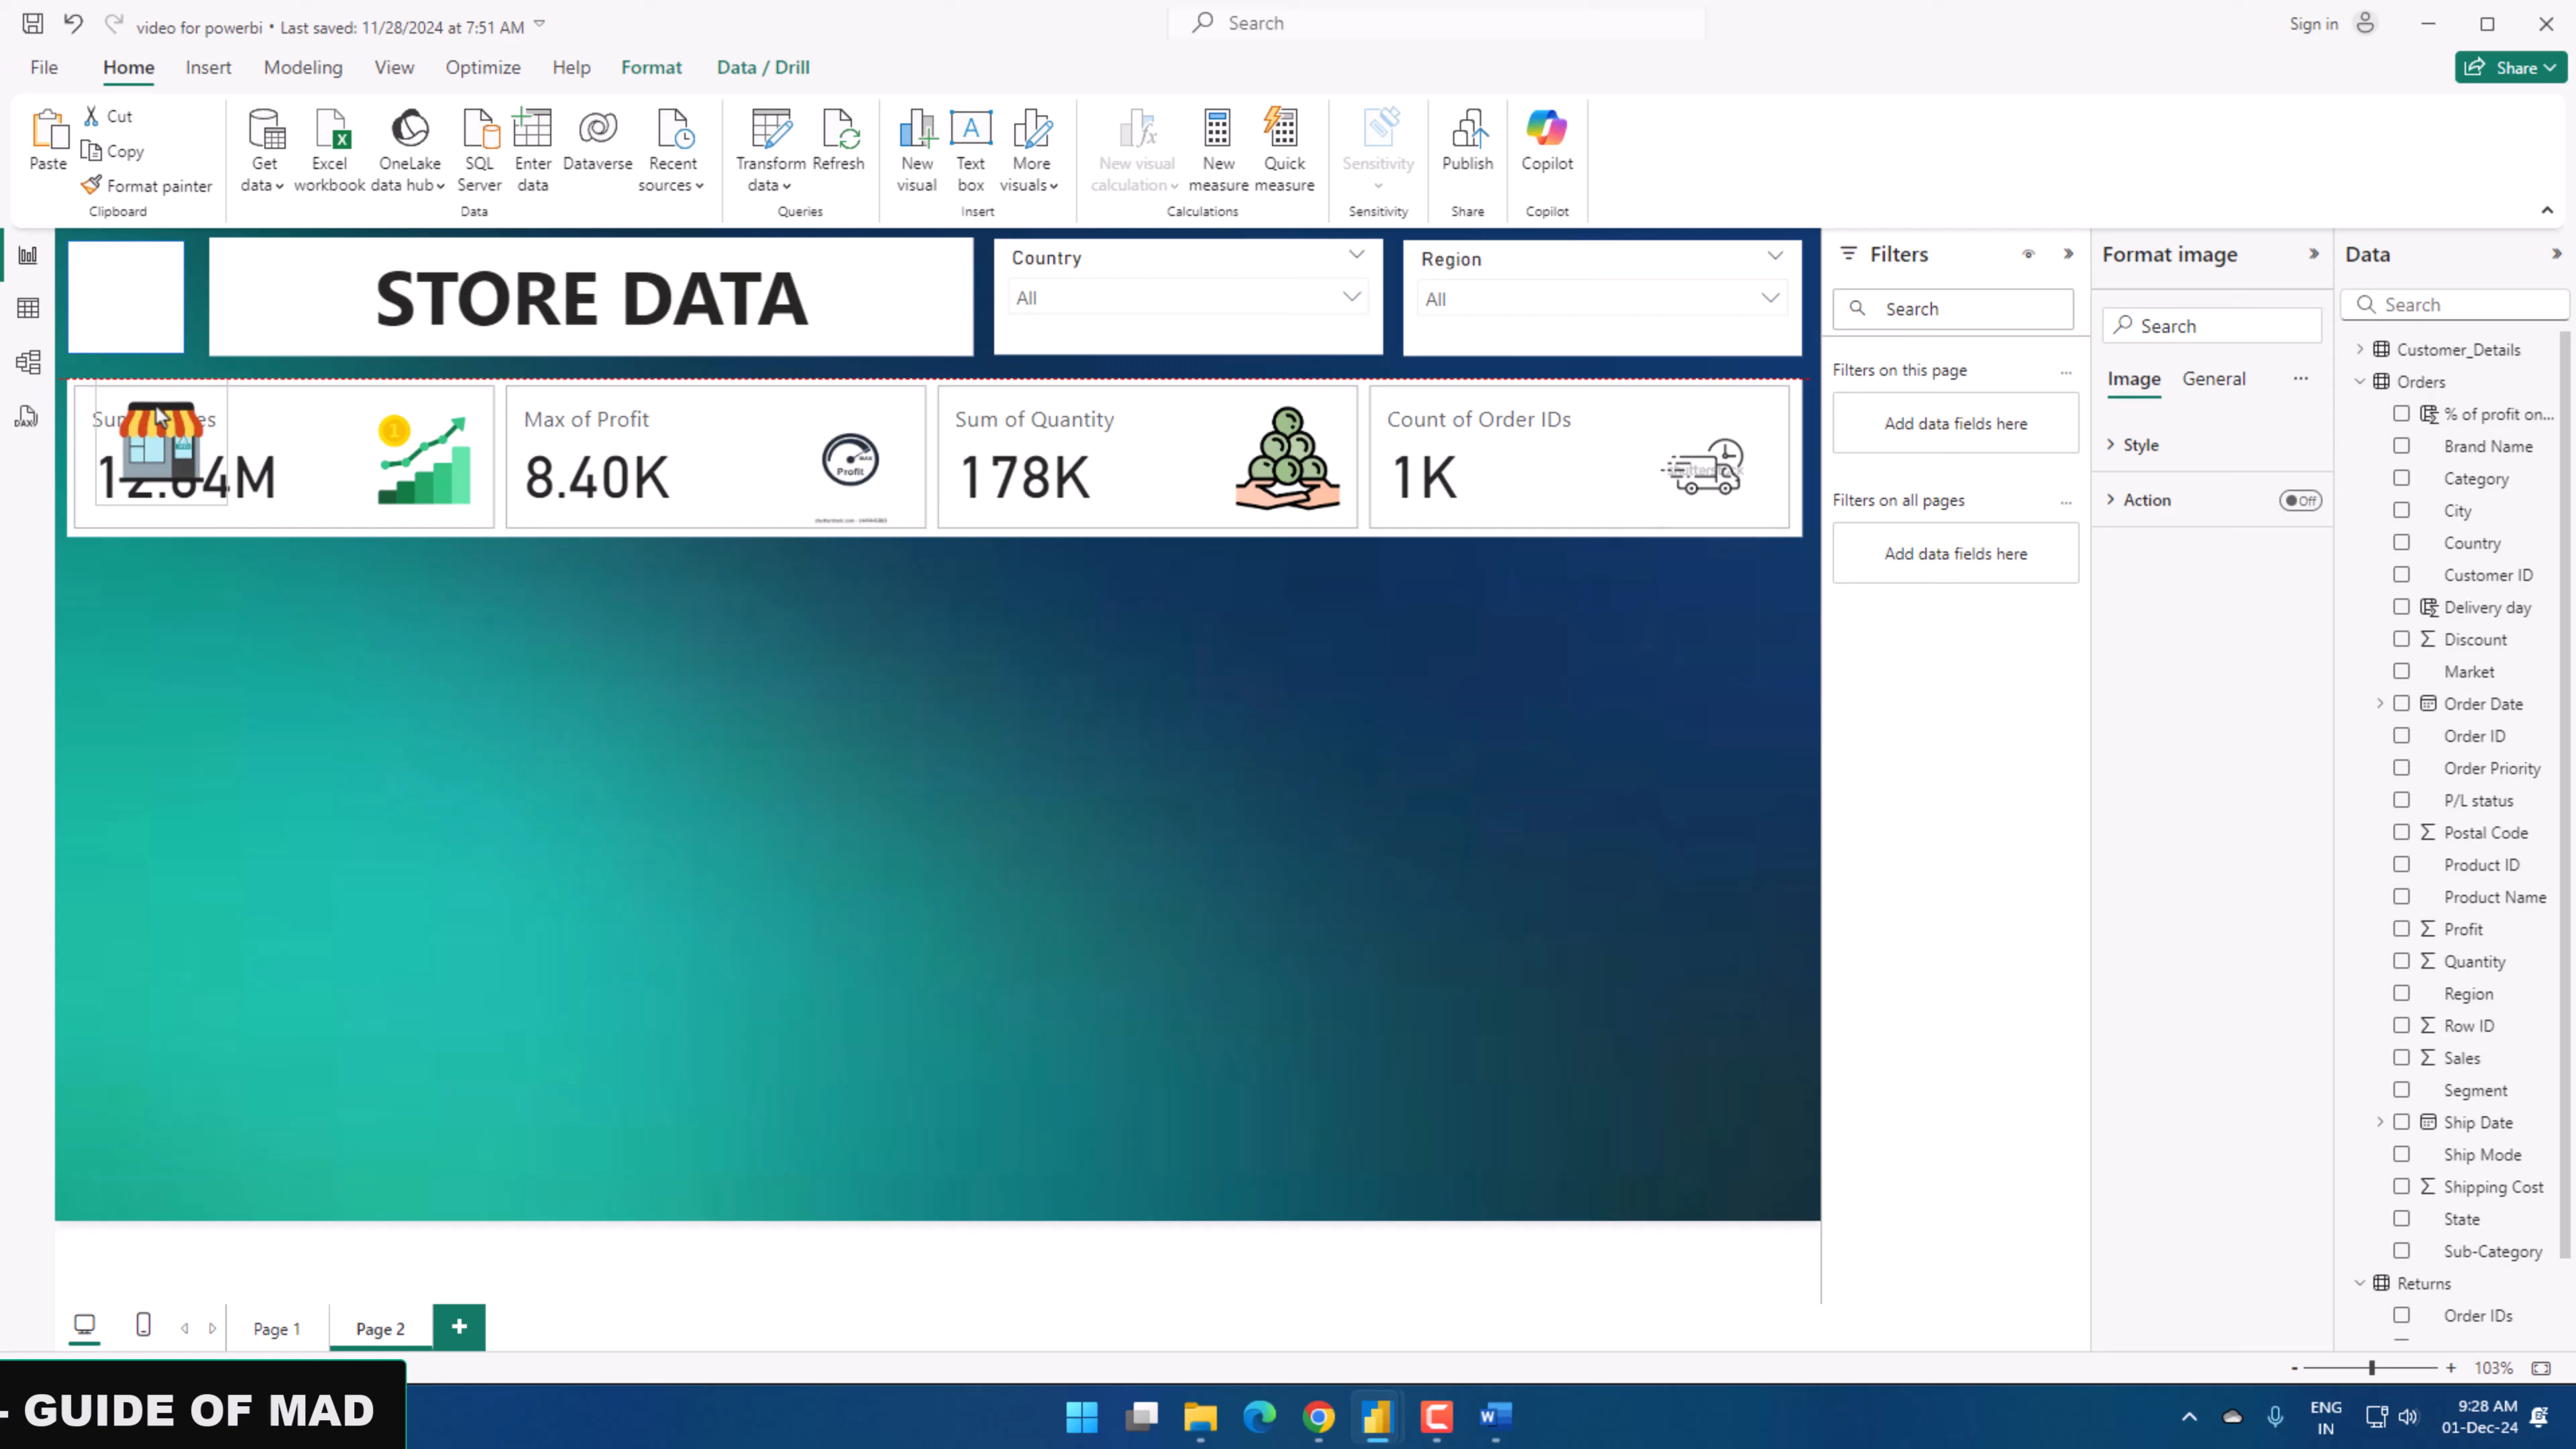 video for powerbi • Last saved: 11/28/2024 at 7:51 AM
Search
Sign in
File
Home
Insert
Modeling
View
Optimize
Help
Format
Data / Drill
Share
Paste
Cut
Copy
Format painter
Clipboard
Get data
Excel workbook
OneLake data hub
SQL Server
Enter data
Dataverse
Recent sources
Data
Transform data
Refresh
Queries
New visual
Text box
More visuals
Insert
New visual calculation
New measure
Quick measure
Calculations
Sensitivity
Sensitivity
Publish
Share
Copilot
Copilot
STORE DATA
Country
All
Region
All
Max of Profit
8.40K
Profit
Sum of Quantity
178K
Count of Order IDs
1K
Filters
Search
Filters on this page
...
Add data fields here
Filters on all pages
...
Add data fields here
Format image
Search
Image
General
...
Style
Action
Off
Data
Search
Customer_Details
Orders
% of profit on...
Brand Name
Category
City
Country
Customer ID
Delivery day
Discount
Market
Order Date
Order ID
Order Priority
P/L status
Postal Code
Product ID
Product Name
Profit
Quantity
Region
Row ID
Sales
Segment
Ship Date
Ship Mode
Shipping Cost
State
Sub-Category
Returns
Order IDs
Page 1
Page 2
+
- + 103%
- GUIDE OF MAD
ENG
IN
9:28 AM
01-Dec-24